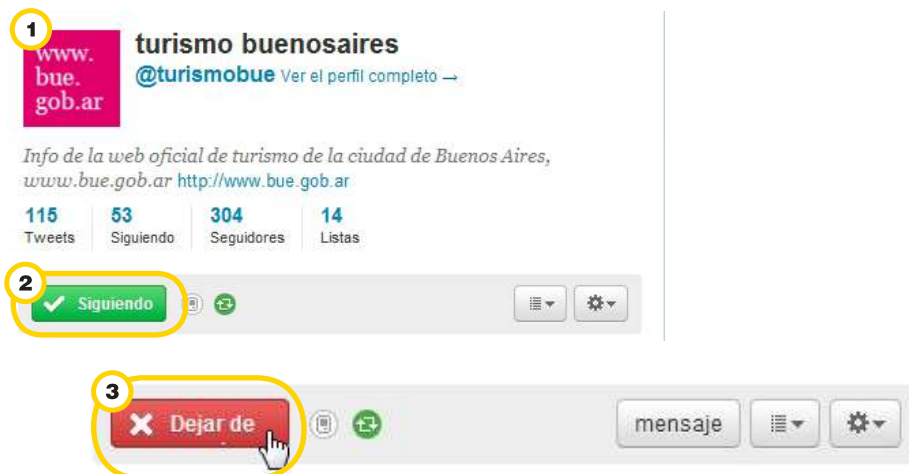 1
www.
bue.
gob.ar
turismo buenosaires
@turismobue Ver el perfil completo →
Info de la web oficial de turismo de la ciudad de Buenos Aires,
www.bue.gob.ar http://www.bue.gob.ar
115 53 304 14
Tweets Siguiendo Seguidores Listas
2
Siguiendo
3
Dejar de
mensaje